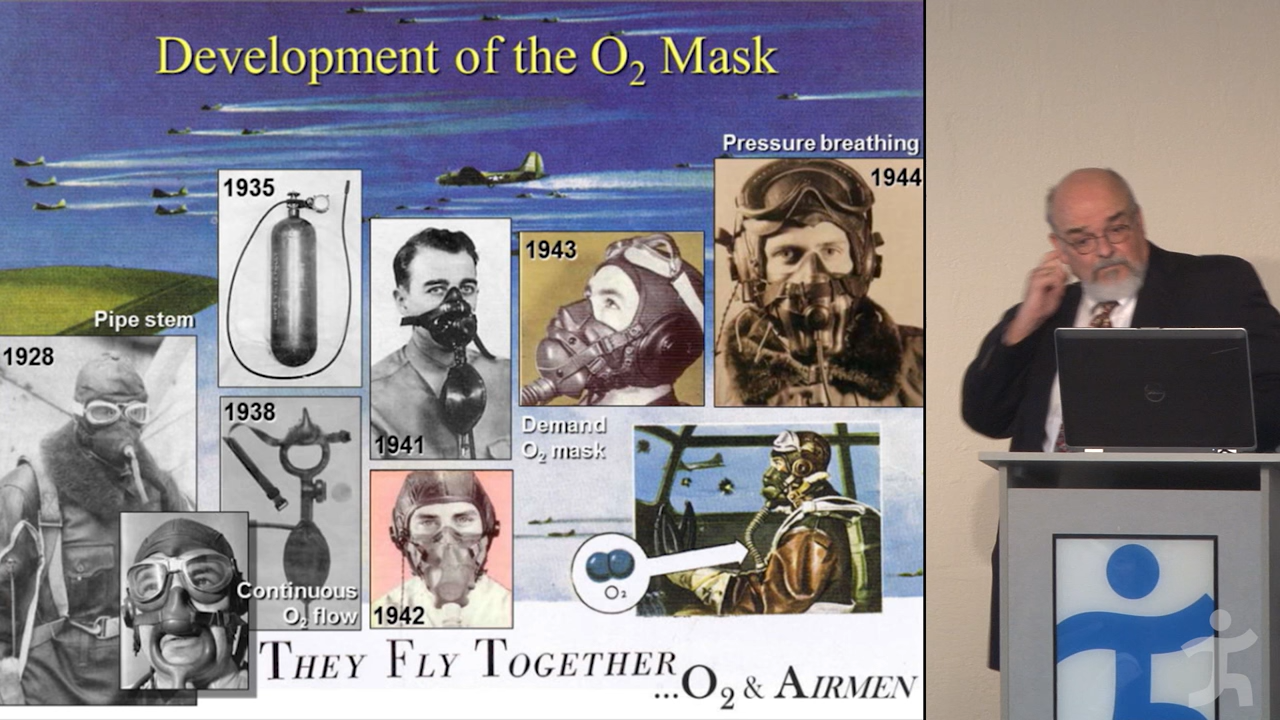 Development of the O₂ Mask
Pressure breathing
1944
1935
1943
Pipe stem
1928
1938
1941
Demand
O₂ mask
Continuous
O₂ flow
1942
O₂
THEY FLY TOGETHER
...O₂ & AIRMEN